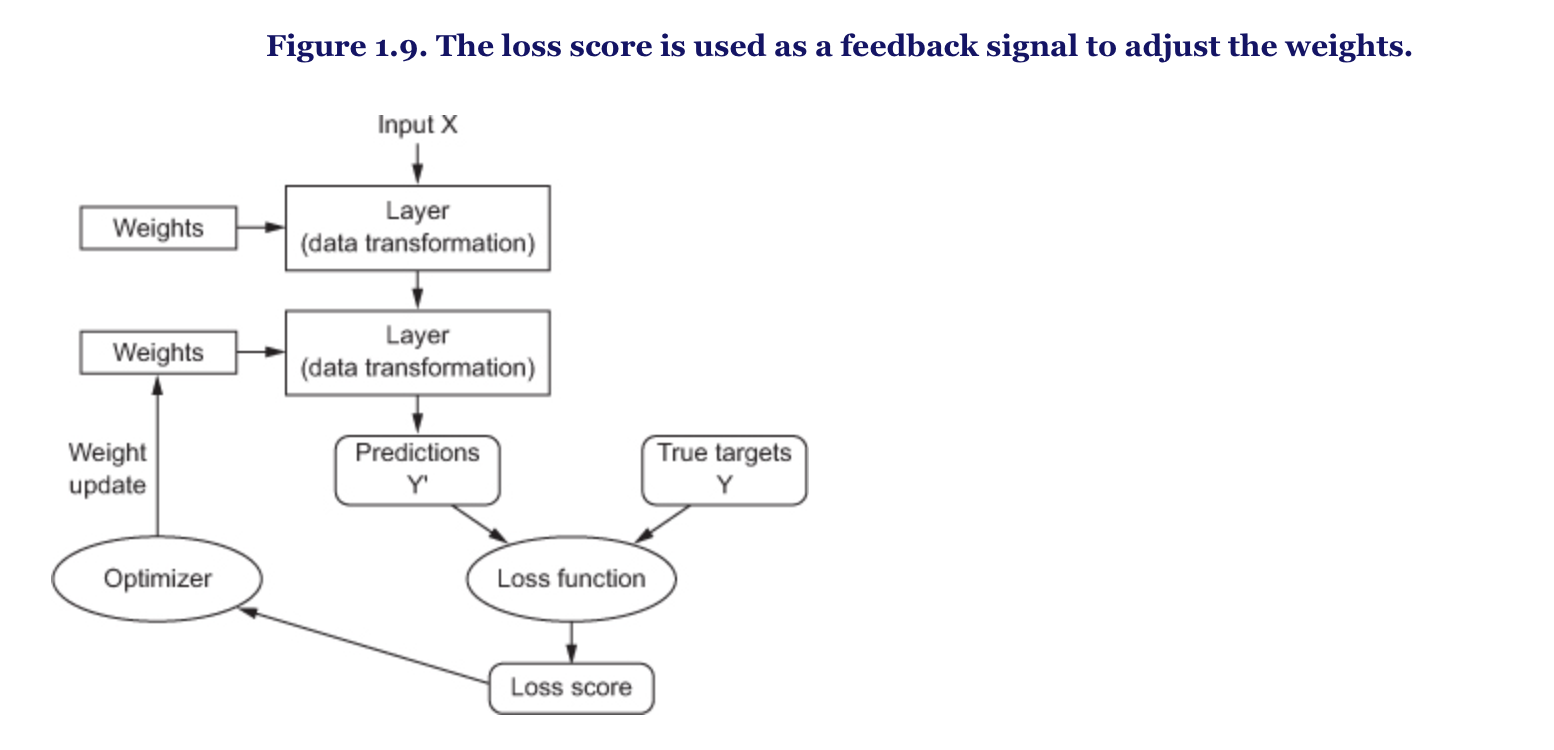 Figure 1.9. The loss score is used as a feedback signal to adjust the weights.
Input X
Weights
Layer
(data transformation)
Weights
Layer
(data transformation)
Weight
update
Predictions
Y'
True targets
Y
Optimizer
Loss function
Loss score